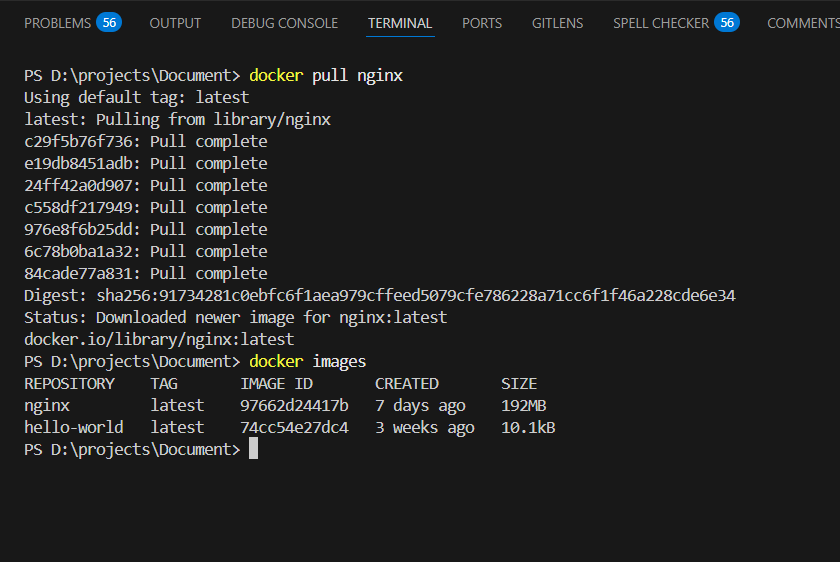 PROBLEMS 56 OUTPUT DEBUG CONSOLE TERMINAL PORTS GITLENS SPELL CHECKER 56 COMMENTS
PS D:\projects\Document> docker pull nginx
Using default tag: latest
latest: Pulling from library/nginx
c29f5b76f736: Pull complete
e19db8451adb: Pull complete
24ff42a0d907: Pull complete
c558df217949: Pull complete
976e8f6b25dd: Pull complete
6c78b0ba1a32: Pull complete
84cade77a831: Pull complete
Digest: sha256:91734281c0ebfc6f1aea979cffeed5079cfe786228a71cc6f1f46a228cde6e34
Status: Downloaded newer image for nginx:latest
docker.io/library/nginx:latest
PS D:\projects\Document> docker images
REPOSITORY TAG IMAGE ID CREATED SIZE
nginx latest 97662d24417b 7 days ago 192MB
hello-world latest 74cc54e27dc4 3 weeks ago 10.1kB
PS D:\projects\Document>